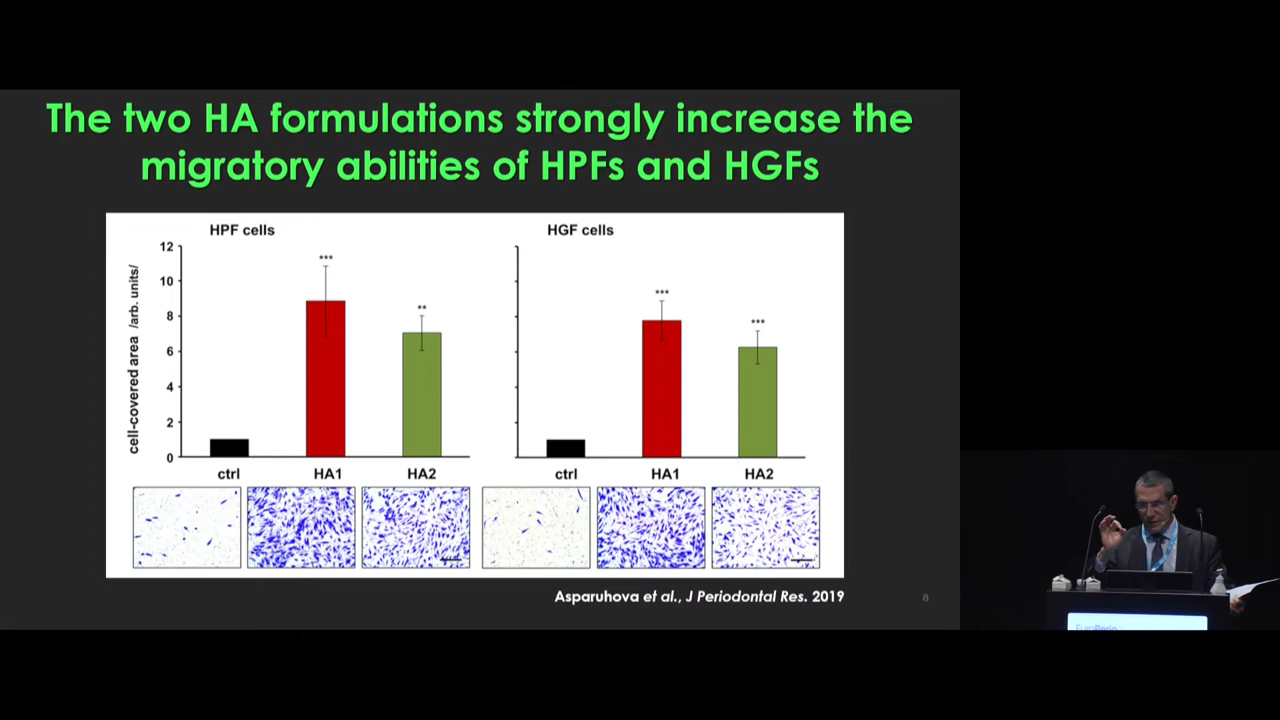 The two HA formulations strongly increase the
migratory abilities of HPFs and HGFs
HPF cells
HGF cells
cell-covered area /arb. units/
12
10
8
6
4
2
0
***
**
***
***
ctrl
HA1
HA2
ctrl
HA1
HA2
Asparuhova et al., J Periodontal Res. 2019
8
EuroPerio